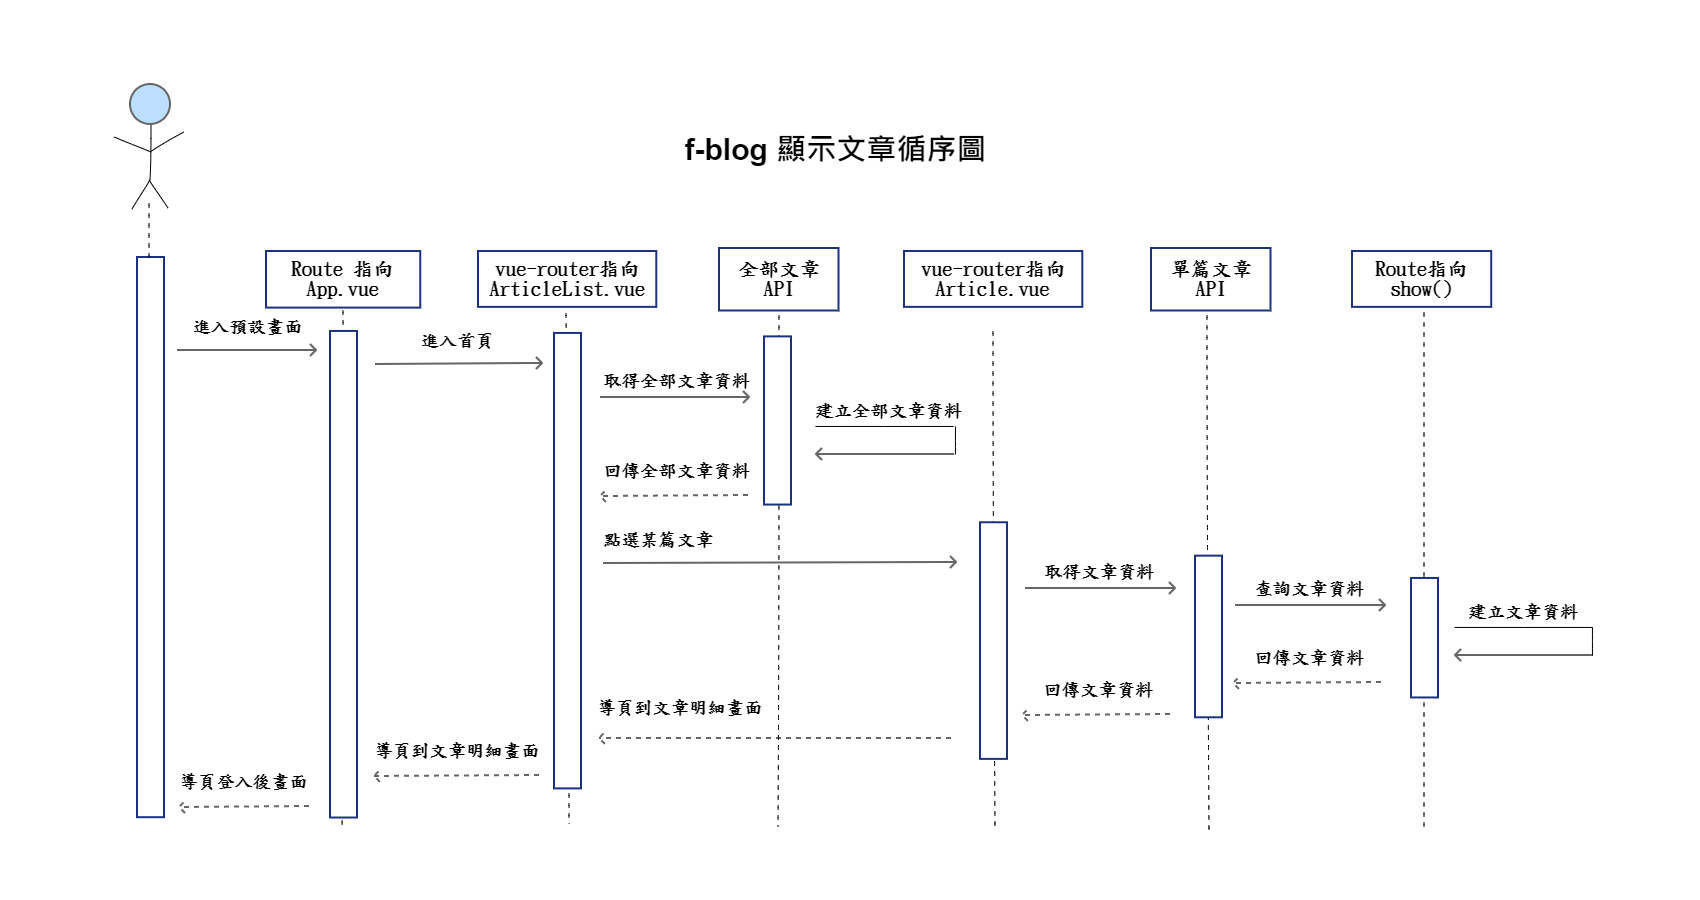 f-blog 顯示文章循序圖
Route 指向
App.vue
vue-router指向
ArticleList.vue
全部文章
API
vue-router指向
Article.vue
單篇文章
API
Route指向
show()
進入預設畫面
進入首頁
取得全部文章資料
建立全部文章資料
回傳全部文章資料
點選某篇文章
取得文章資料
查詢文章資料
建立文章資料
回傳文章資料
回傳文章資料
導頁到文章明細畫面
導頁到文章明細畫面
導頁登入後畫面